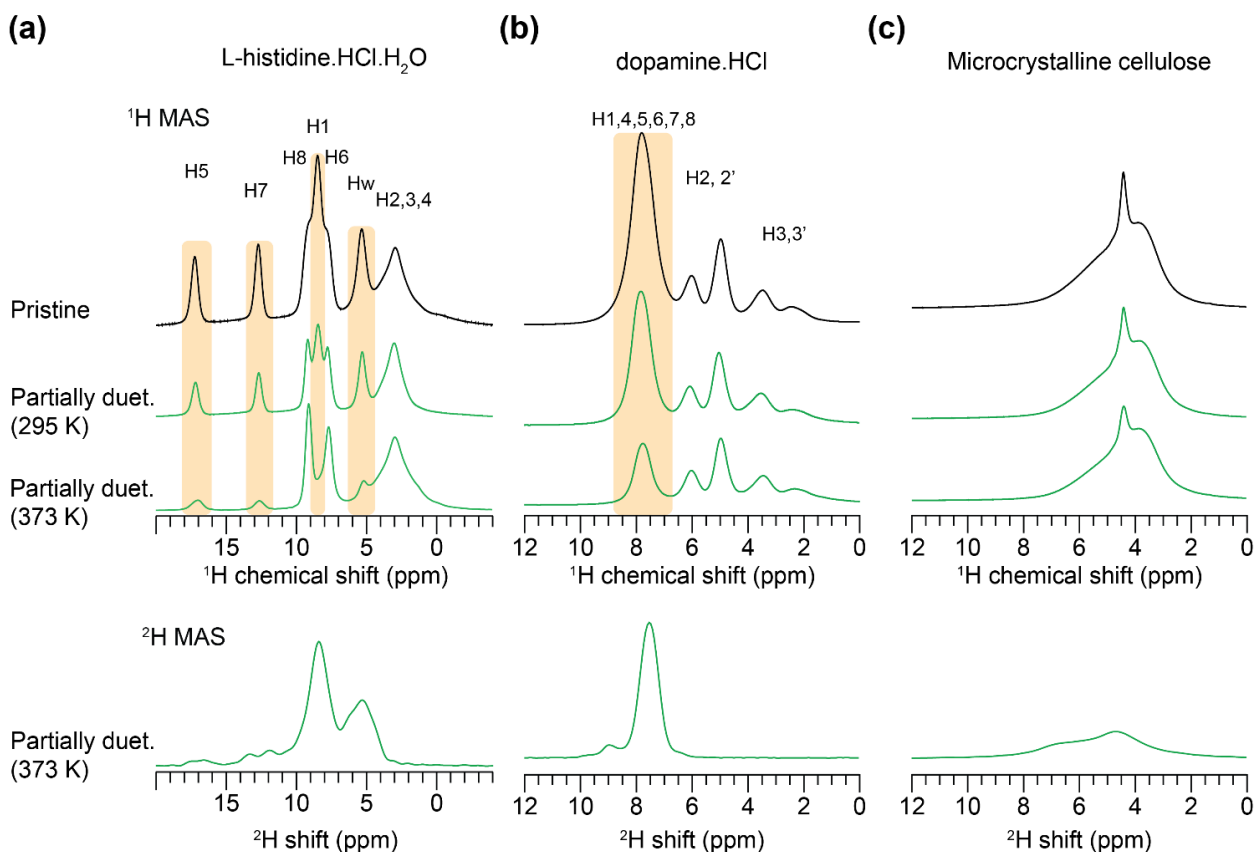 (a)
L-histidine.HCl.H₂O
¹H MAS
H5
H7
H8
H1
H6
Hw
H2,3,4
Pristine
Partially duet.
(295 K)
Partially duet.
(373 K)
15 10 5 0
¹H chemical shift (ppm)
(b)
dopamine.HCl
H1,4,5,6,7,8
H2, 2’
H3,3’
12 10 8 6 4 2 0
¹H chemical shift (ppm)
(c)
Microcrystalline cellulose
12 10 8 6 4 2 0
¹H chemical shift (ppm)
²H MAS
Partially duet.
(373 K)
15 10 5 0
²H shift (ppm)
12 10 8 6 4 2 0
²H shift (ppm)
12 10 8 6 4 2 0
²H shift (ppm)